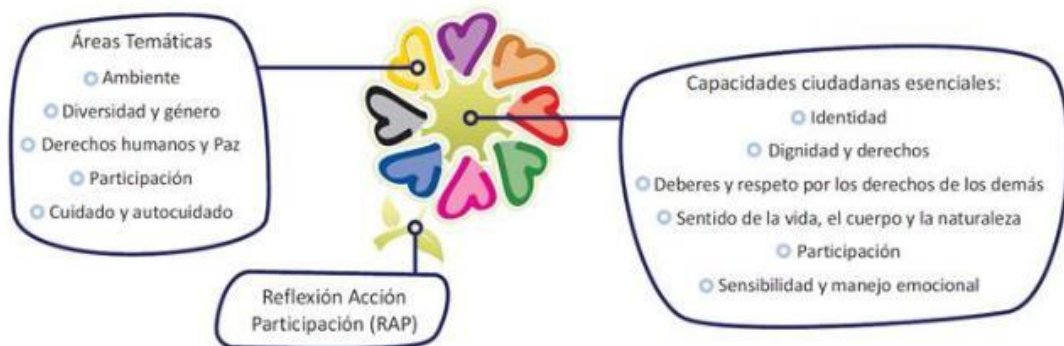 Áreas Temáticas
Ambiente
Diversidad y género
Derechos humanos y Paz
Participación
Cuidado y autocuidado
Reflexión Acción
Participación (RAP)
Capacidades ciudadanas esenciales:
Identidad
Dignidad y derechos
Deberes y respeto por los derechos de los demás
Sentido de la vida, el cuerpo y la naturaleza
Participación
Sensibilidad y manejo emocional